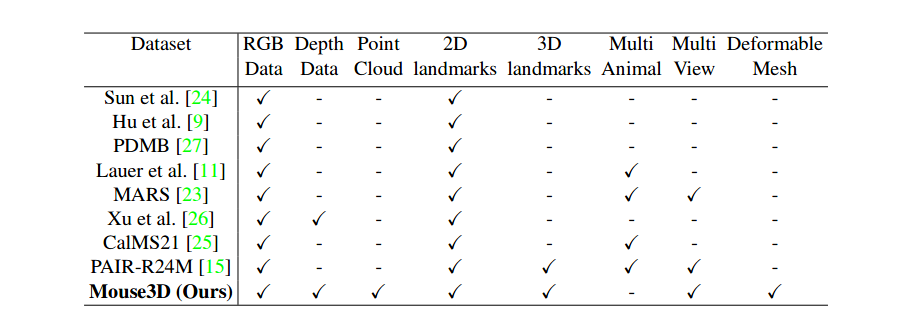 Dataset RGB Depth Point 2D 3D Multi Multi Deformable
Data Data Cloud landmarks landmarks Animal View Mesh
Sun et al. [24] ✓ - - ✓ - - - -
Hu et al. [9] ✓ - - ✓ - - - -
PDMB [27] ✓ - - ✓ - - - -
Lauer et al. [11] ✓ - - ✓ - ✓ - -
MARS [23] ✓ - - ✓ - ✓ ✓ -
Xu et al. [26] ✓ ✓ - ✓ - - - -
CalMS21 [25] ✓ - - ✓ - ✓ - -
PAIR-R24M [15] ✓ - - ✓ ✓ ✓ ✓ -
Mouse3D (Ours) ✓ ✓ ✓ ✓ ✓ - ✓ ✓